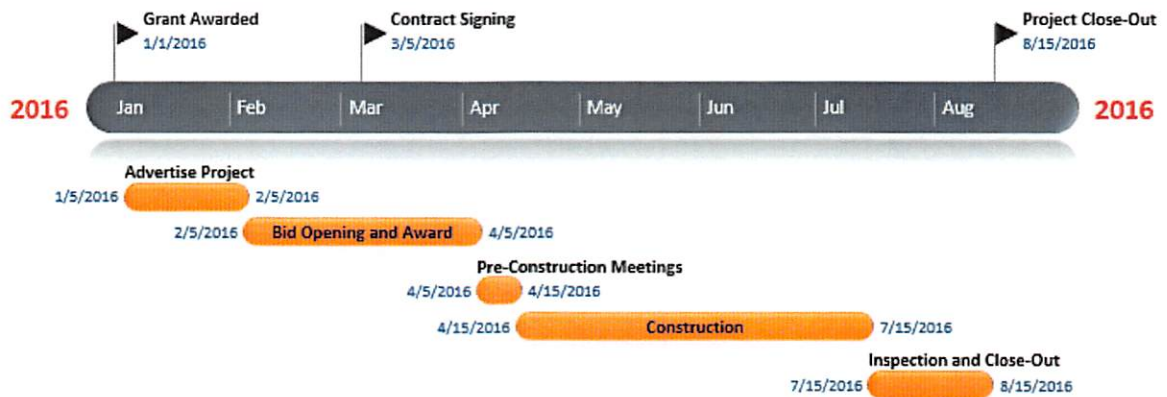 Grant Awarded
1/1/2016
Contract Signing
3/5/2016
Project Close-Out
8/15/2016
2016
Jan Feb Mar Apr May Jun Jul Aug
2016
Advertise Project
1/5/2016 2/5/2016
2/5/2016 Bid Opening and Award 4/5/2016
Pre-Construction Meetings
4/5/2016 4/15/2016
4/15/2016 Construction 7/15/2016
Inspection and Close-Out
7/15/2016 8/15/2016